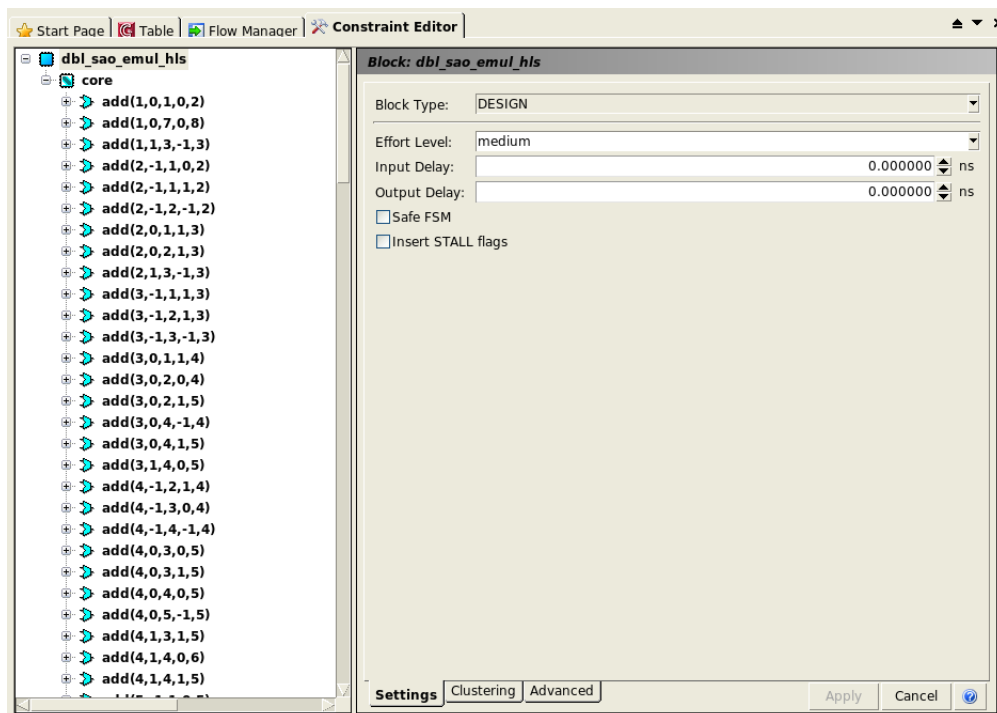 Start Page Table Flow Manager Constraint Editor
dbl_sao_emul_hls
core
add(1,0,1,0,2)
add(1,0,7,0,8)
add(1,1,3,-1,3)
add(2,-1,1,0,2)
add(2,-1,1,1,2)
add(2,-1,2,-1,2)
add(2,0,1,1,3)
add(2,0,2,1,3)
add(2,1,3,-1,3)
add(3,-1,1,1,3)
add(3,-1,2,1,3)
add(3,-1,3,-1,3)
add(3,0,1,1,4)
add(3,0,2,0,4)
add(3,0,2,1,5)
add(3,0,4,-1,4)
add(3,0,4,1,5)
add(3,1,4,0,5)
add(4,-1,2,1,4)
add(4,-1,3,0,4)
add(4,-1,4,-1,4)
add(4,0,3,0,5)
add(4,0,3,1,5)
add(4,0,4,0,5)
add(4,0,5,-1,5)
add(4,1,3,1,5)
add(4,1,4,0,6)
add(4,1,4,1,5)
Block: dbl_sao_emul_hls
Block Type: DESIGN
Effort Level: medium
Input Delay: 0.000000 ns
Output Delay: 0.000000 ns
Safe FSM
Insert STALL flags
Settings Clustering Advanced
Apply Cancel